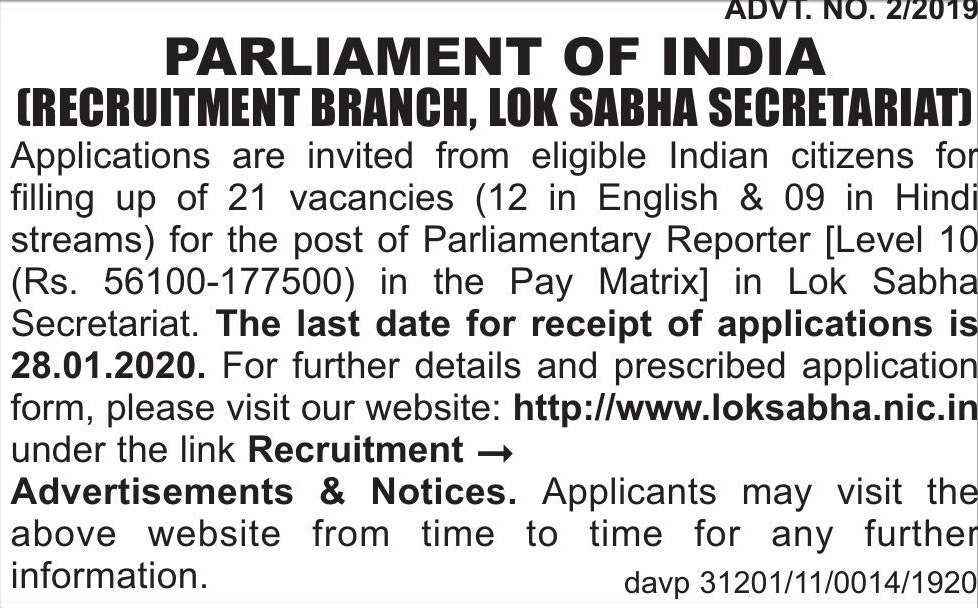 ADVT. NO. 2/2019
PARLIAMENT OF INDIA
(RECRUITMENT BRANCH, LOK SABHA SECRETARIAT)
Applications are invited from eligible Indian citizens for
filling up of 21 vacancies (12 in English & 09 in Hindi
streams) for the post of Parliamentary Reporter [Level 10
(Rs. 56100-177500) in the Pay Matrix] in Lok Sabha
Secretariat. The last date for receipt of applications is
28.01.2020. For further details and prescribed application
form, please visit our website: http://www.loksabha.nic.in
under the link Recruitment →
Advertisements & Notices. Applicants may visit the
above website from time to time for any further
information.
davp 31201/11/0014/1920